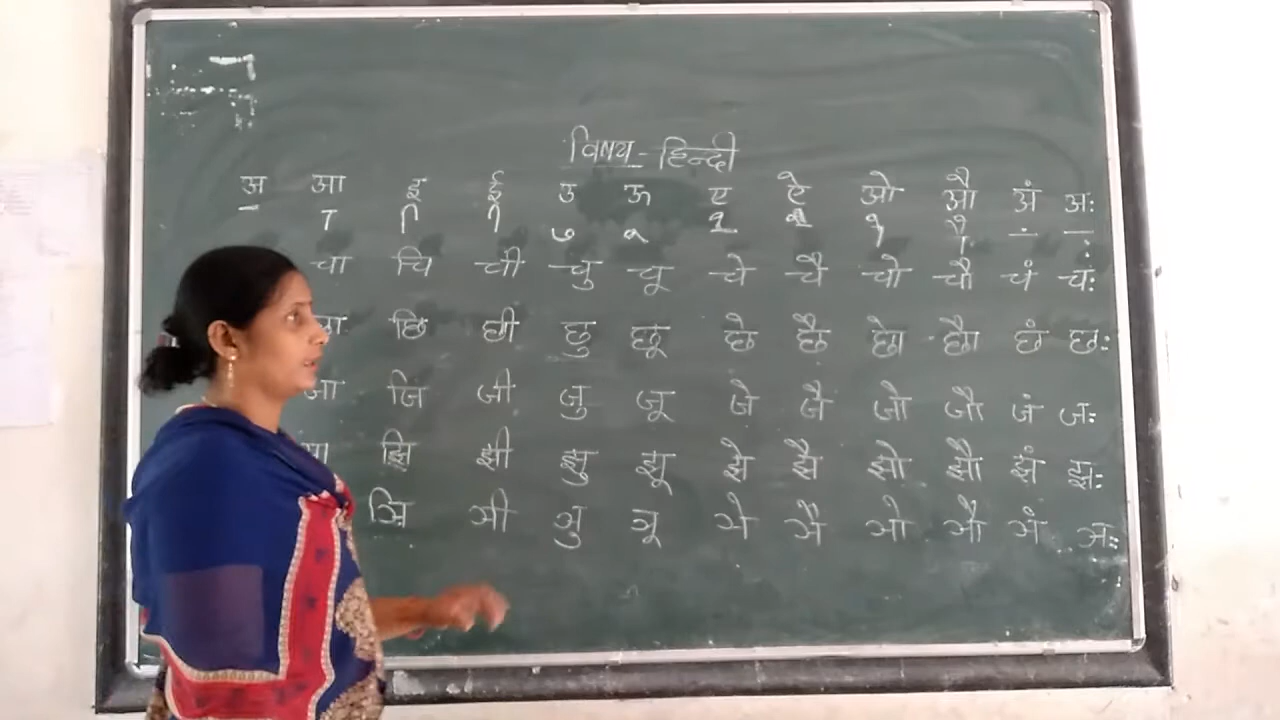 विषय - हिन्दी
अ आ इ ई उ ऊ ए ऐ ओ औ अं अः
- ा ि ी ु ू े ै ो ौ ं ः
चा चि ची चु चू चे चै चो चौ चं चः
छा छि छी छु छू छे छै छो छौ छं छः
जा जि जी जु जू जे जै जो जौ जं जः
झि झी झु झू झे झै झो झौ झं झः
ञि ञी ञु ञू ञे ञै ञो ञौ ञं ञः